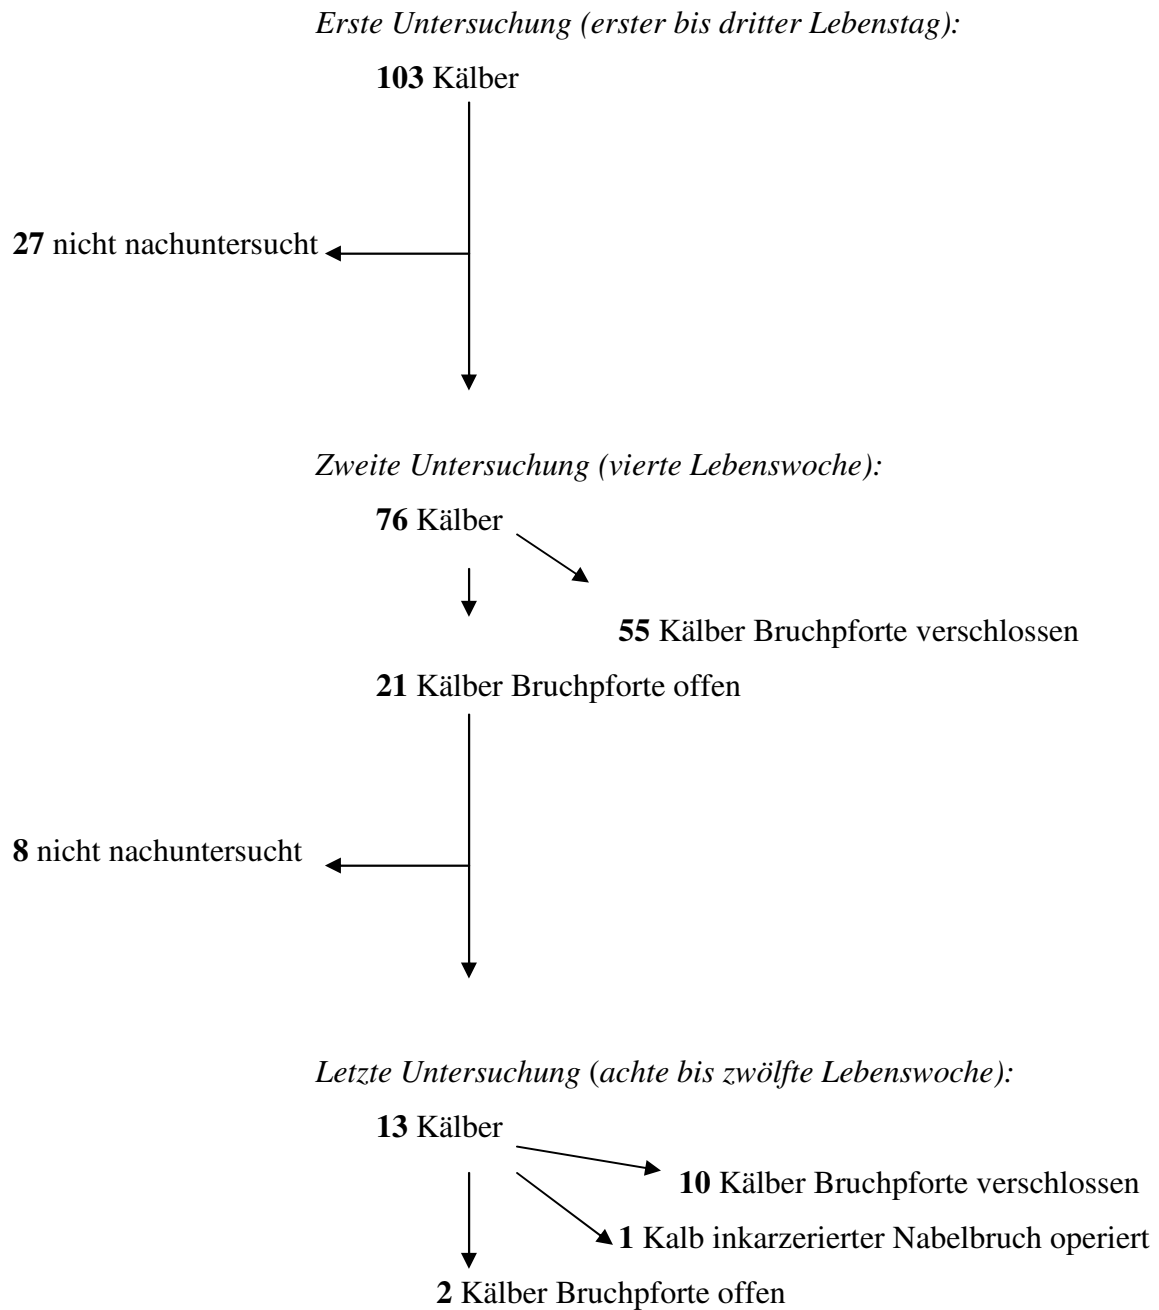 Erste Untersuchung (erster bis dritter Lebenstag):
103 Kälber
27 nicht nachuntersucht
Zweite Untersuchung (vierte Lebenswoche):
76 Kälber
55 Kälber Bruchpforte verschlossen
21 Kälber Bruchpforte offen
8 nicht nachuntersucht
Letzte Untersuchung (achte bis zwölfte Lebenswoche):
13 Kälber
10 Kälber Bruchpforte verschlossen
1 Kalb inkarzerierter Nabelbruch operiert
2 Kälber Bruchpforte offen